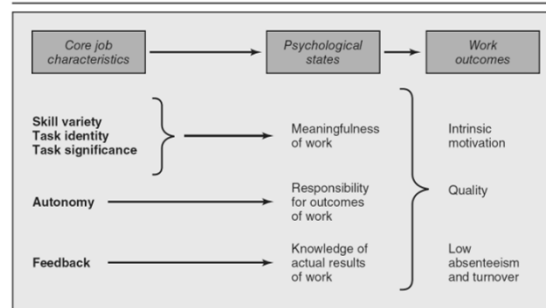 Core job
characteristics
Psychological
states
Work
outcomes
Skill variety
Task identity
Task significance
Meaningfulness
of work
Intrinsic
motivation
Autonomy
Responsibility
for outcomes
of work
Quality
Feedback
Knowledge of
actual results
of work
Low
absenteeism
and turnover